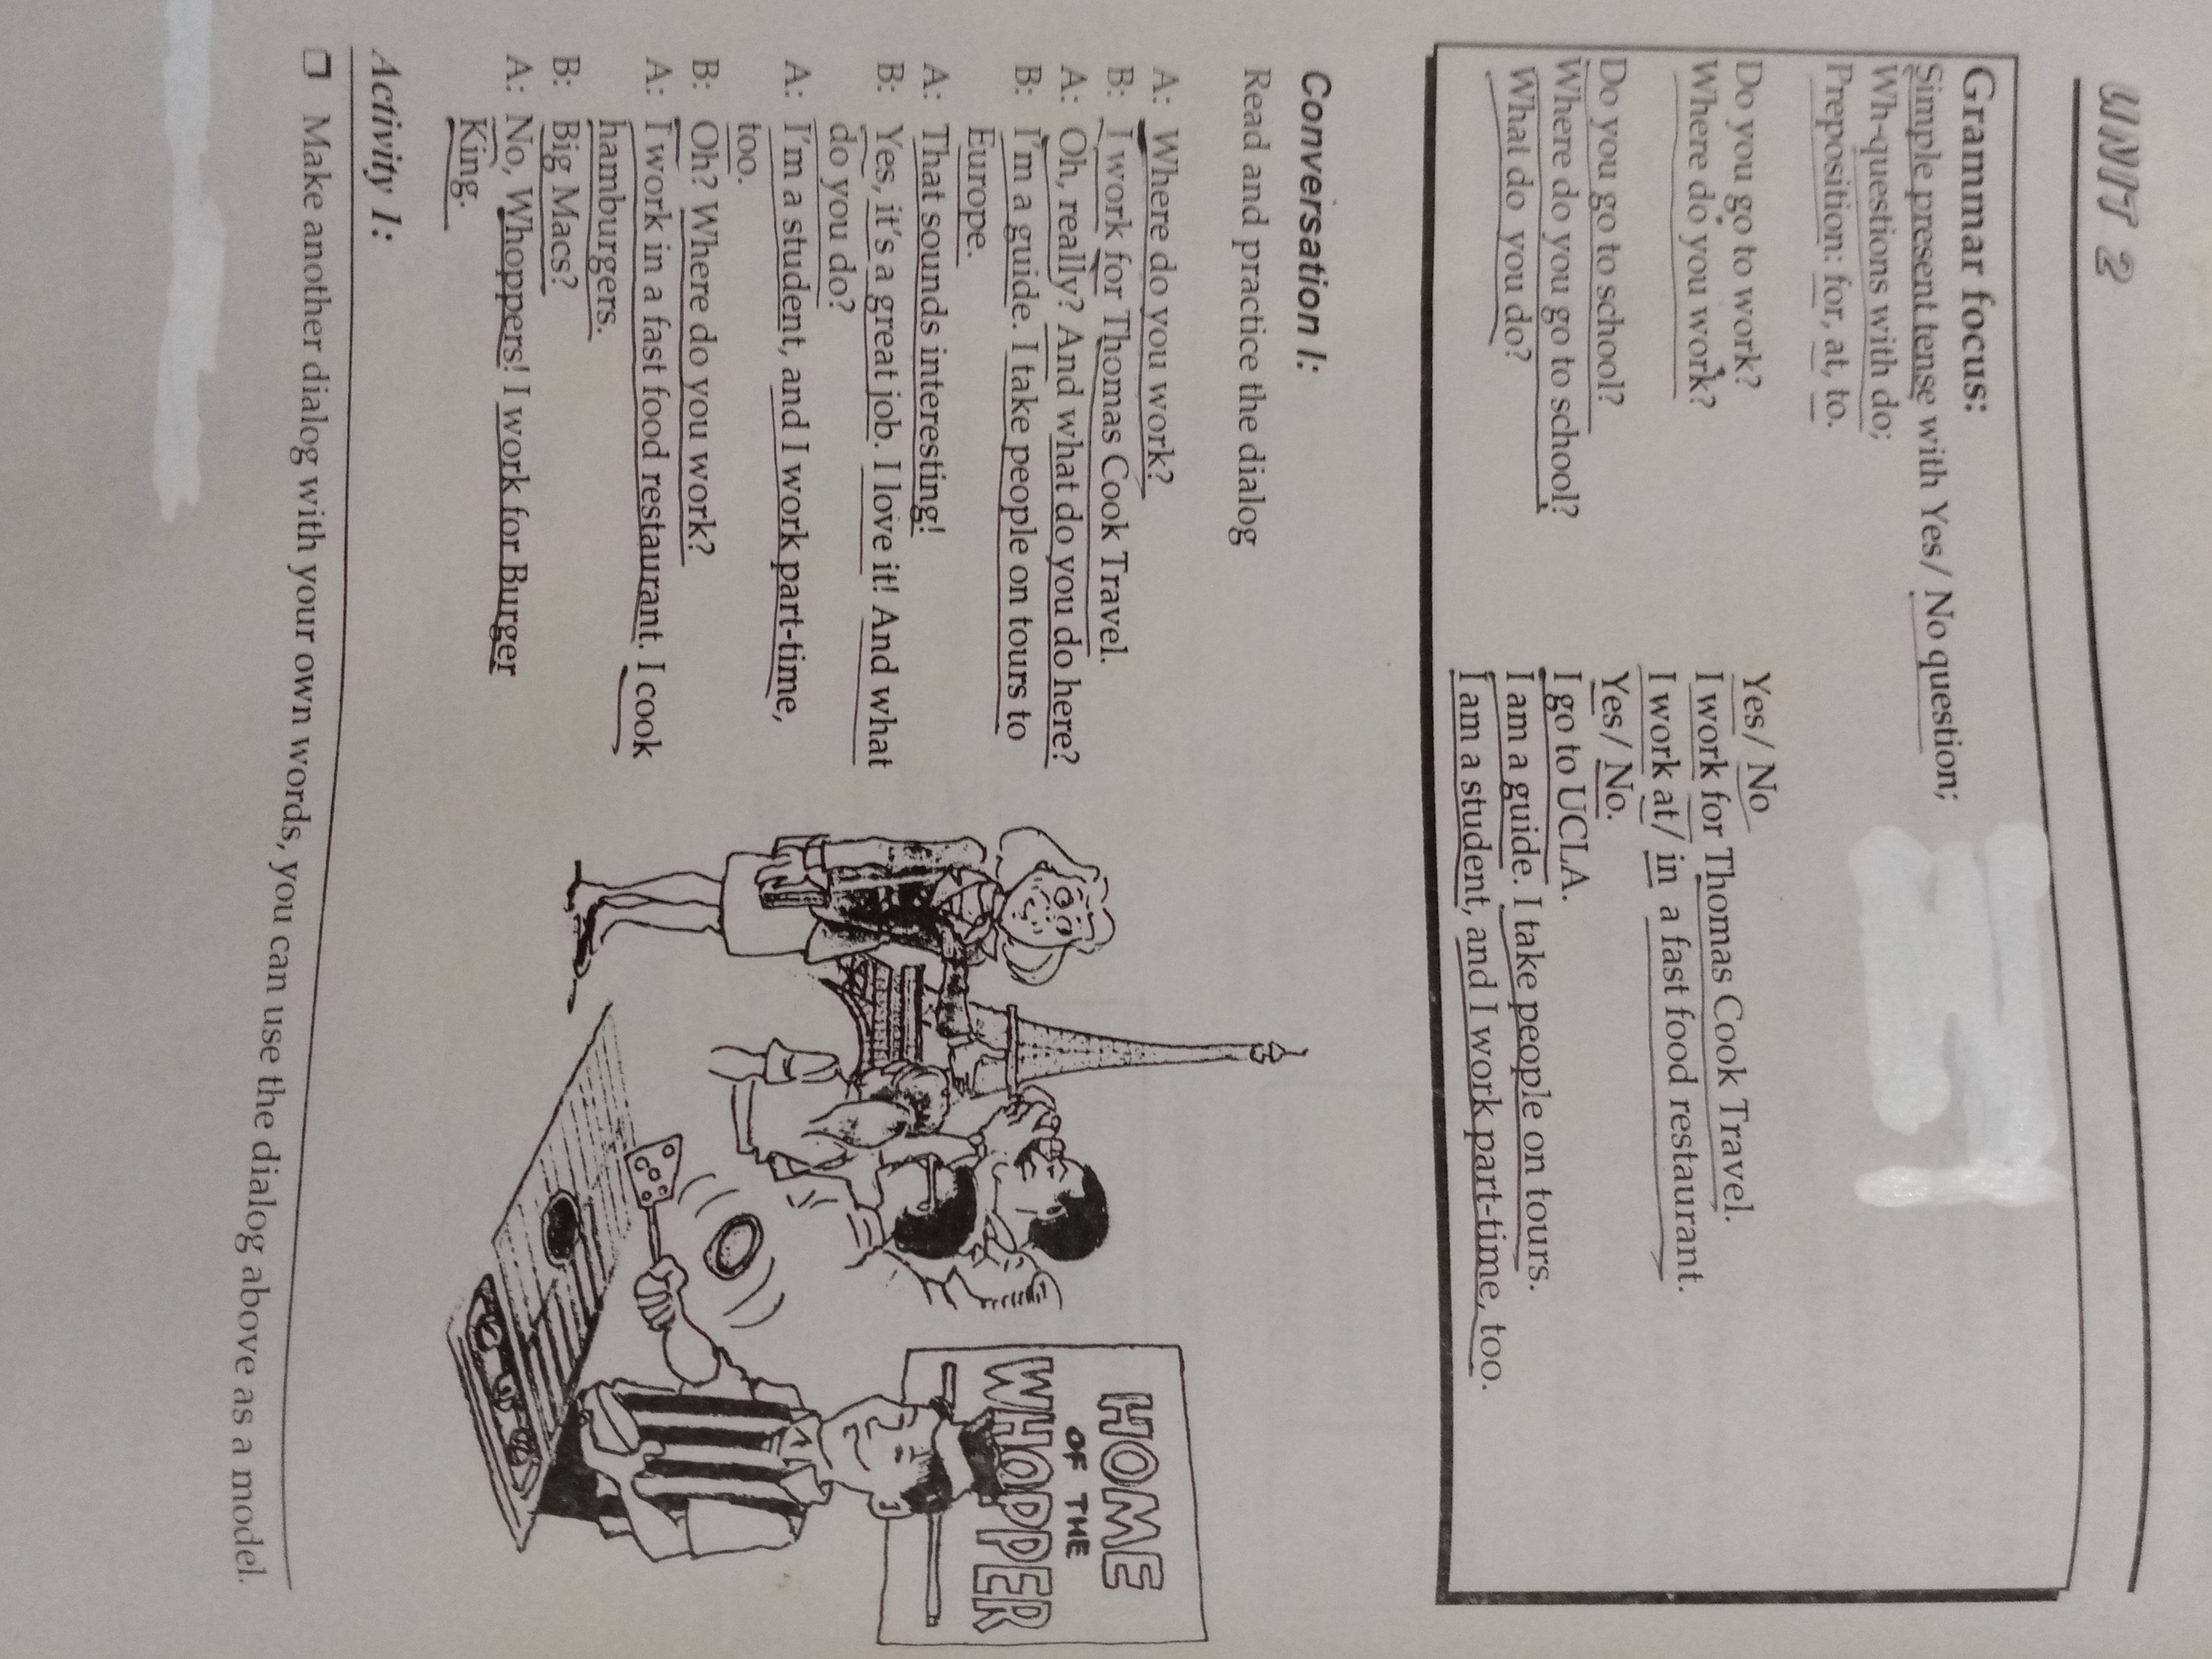 UNIT 2
Grammar focus:
Simple present tense with Yes/ No question;
Wh-questions with do;
Preposition: for, at, to.
Do you go to work? Yes/ No
Where do you work? I work for Thomas Cook Travel.
I work at/ in a fast food restaurant.
Do you go to school? Yes/ No.
Where do you go to school? I go to UCLA.
What do you do? I am a guide. I take people on tours.
I am a student, and I work part-time, too.
Conversation I:
Read and practice the dialog
A: Where do you work?
B: I work for Thomas Cook Travel.
A: Oh, really? And what do you do here?
B: I'm a guide. I take people on tours to
Europe.
A: That sounds interesting!
B: Yes, it's a great job. I love it! And what
do you do?
A: I'm a student, and I work part-time,
too.
B: Oh? Where do you work?
A: I work in a fast food restaurant. I cook
hamburgers.
B: Big Macs?
A: No, Whoppers! I work for Burger
King.
HOME
OF THE
WHOPPER
Activity 1:
Make another dialog with your own words, you can use the dialog above as a model.